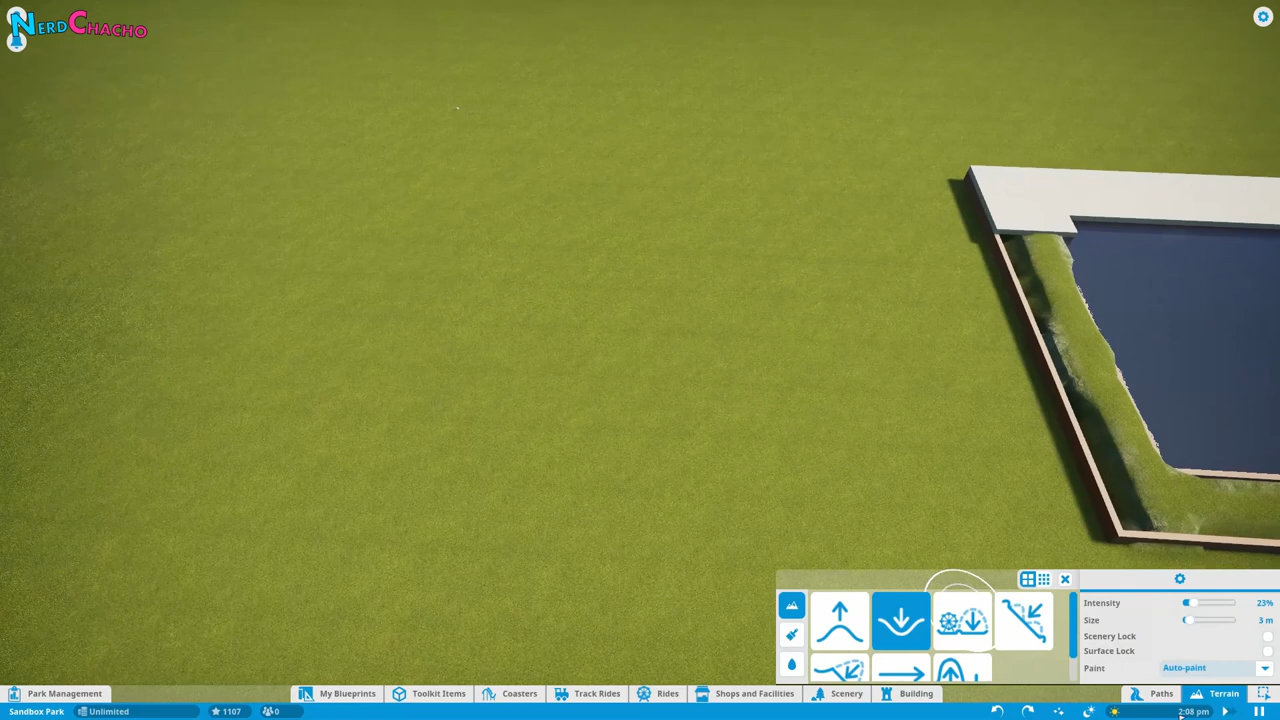 NERDCHACHO
Intensity 23%
Size 3 m
Scenery Lock
Surface Lock
Paint Auto-paint
Park Management My Blueprints Toolkit Items Coasters Track Rides Rides Shops and Facilities Scenery Building Paths Terrain
Sandbox Park Unlimited 1107 0 2:08 pm